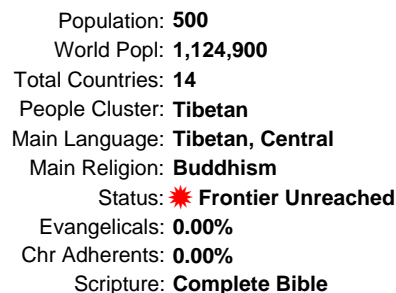 Population: 500
World Popl: 1,124,900
Total Countries: 14
People Cluster: Tibetan
Main Language: Tibetan, Central
Main Religion: Buddhism
Status: Frontier Unreached
Evangelicals: 0.00%
Chr Adherents: 0.00%
Scripture: Complete Bible